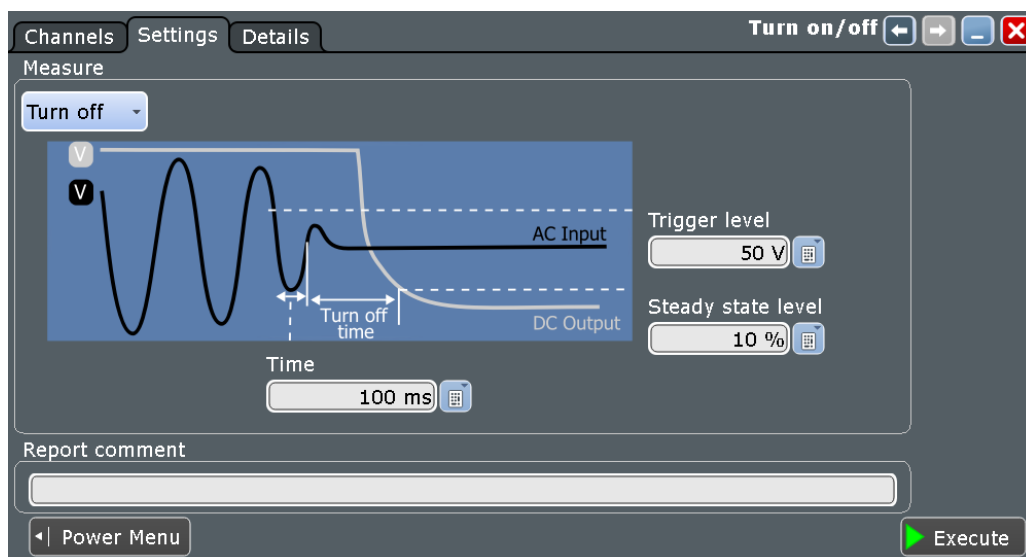 Channels Settings Details Turn on/off
Measure
Turn off
V
V
AC Input
Turn off
time
DC Output
Trigger level
50 V
Steady state level
10 %
Time
100 ms
Report comment
Power Menu
Execute